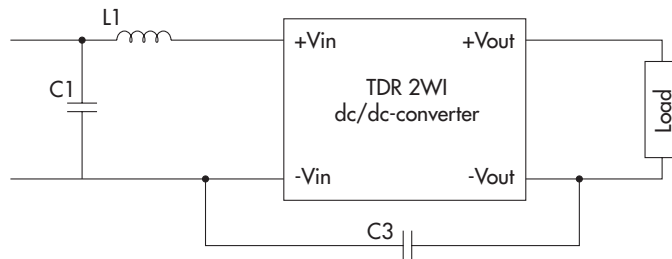 L1
+Vin
+Vout
C1
TDR 2WI
dc/dc-converter
Load
-Vin
-Vout
C3